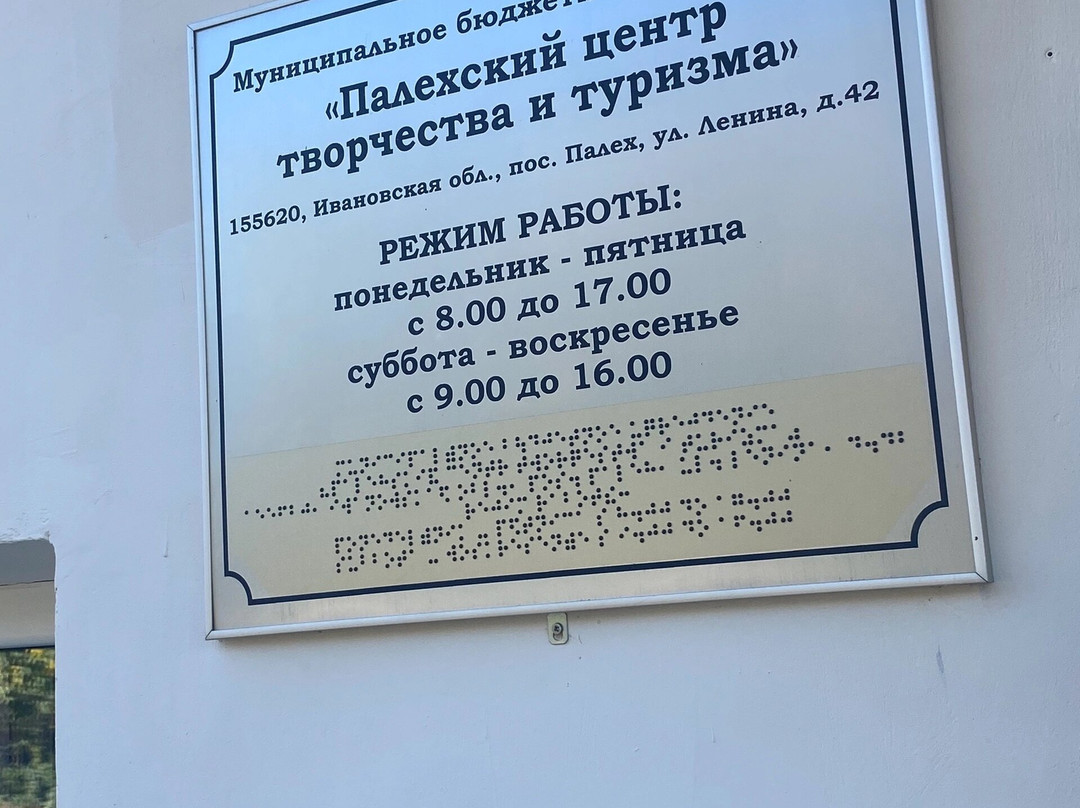 Муниципальное
«Палехский центр
творчества и туризма»
155620, Ивановская обл., пос. Палех, ул. Ленина, д.42
РЕЖИМ РАБОТЫ:
понедельник - пятница
с 8.00 до 17.00
суббота - воскресенье
с 9.00 до 16.00